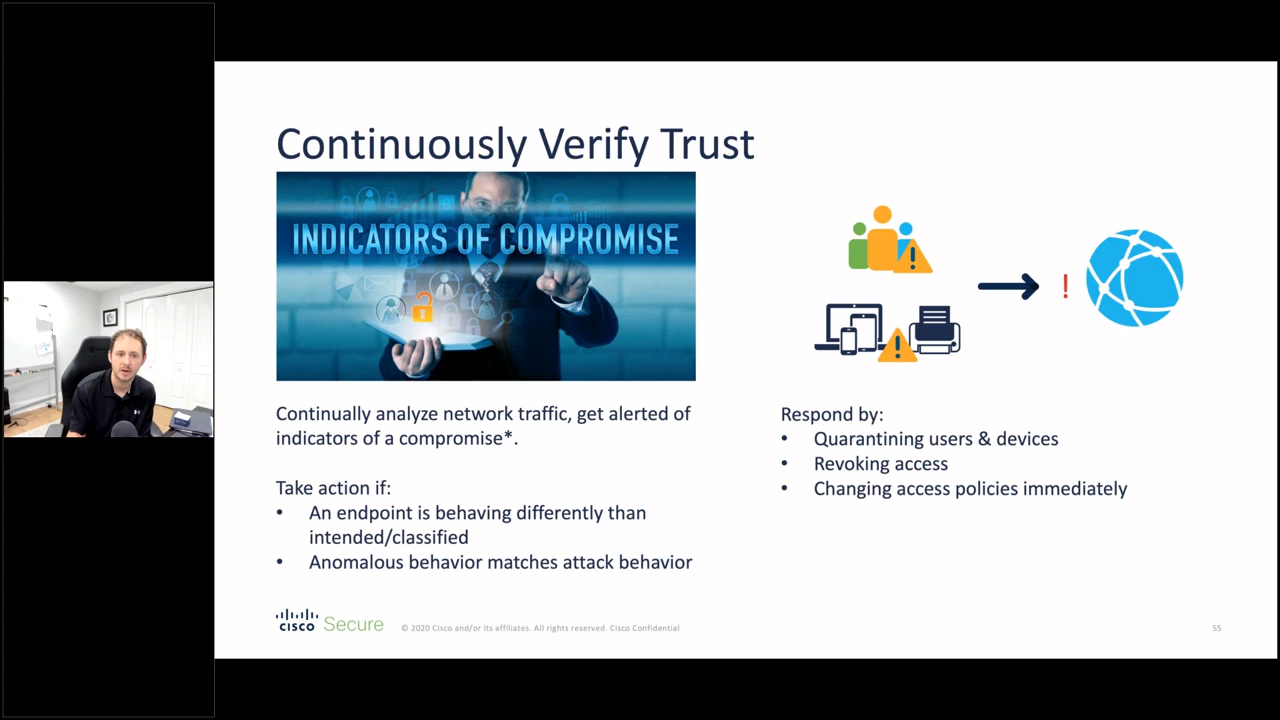 Continuously Verify Trust
INDICATORS OF COMPROMISE
Continually analyze network traffic, get alerted of
indicators of a compromise*.
Take action if:
• An endpoint is behaving differently than
intended/classified
• Anomalous behavior matches attack behavior
!
!
!
Respond by:
• Quarantining users & devices
• Revoking access
• Changing access policies immediately
CISCO Secure
© 2020 Cisco and/or its affiliates. All rights reserved. Cisco Confidential
55